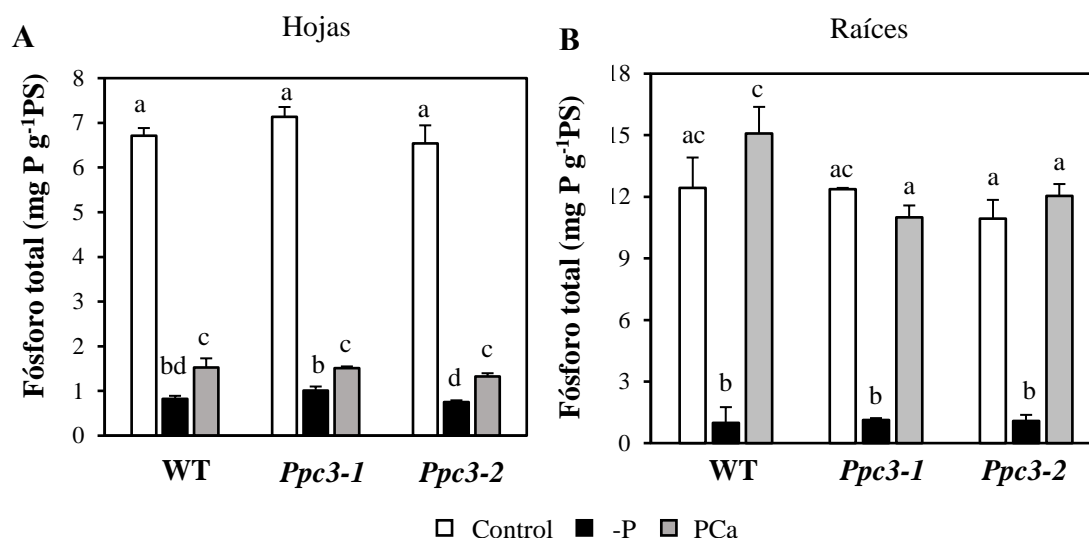 A
Hojas
Fósforo total (mg P g-1PS)
8
7
6
5
4
3
2
1
0
a
a
a
bd
c
b
c
d
c
WT
Ppc3-1
Ppc3-2
B
Raíces
Fósforo total (mg P g-1PS)
18
15
12
9
6
3
0
ac
b
c
ac
b
a
a
b
a
WT
Ppc3-1
Ppc3-2
Control
-P
PCa